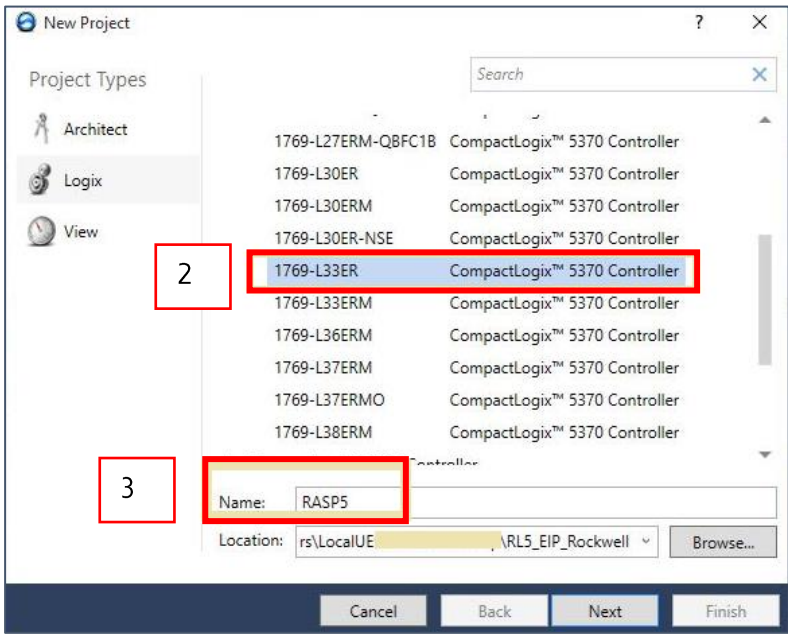 New Project
?
Project Types
Search
Architect
Logix
View
1769-L27ERM-QBFC1B CompactLogix™ 5370 Controller
1769-L30ER CompactLogix™ 5370 Controller
1769-L30ERM CompactLogix™ 5370 Controller
1769-L30ER-NSE CompactLogix™ 5370 Controller
2
1769-L33ER CompactLogix™ 5370 Controller
1769-L33ERM CompactLogix™ 5370 Controller
1769-L36ERM CompactLogix™ 5370 Controller
1769-L37ERM CompactLogix™ 5370 Controller
1769-L37ERMO CompactLogix™ 5370 Controller
1769-L38ERM CompactLogix™ 5370 Controller
Controller
3
Name: RASP5
Location: rs\LocalUE \RL5_EIP_Rockwell Browse...
Cancel Back Next Finish